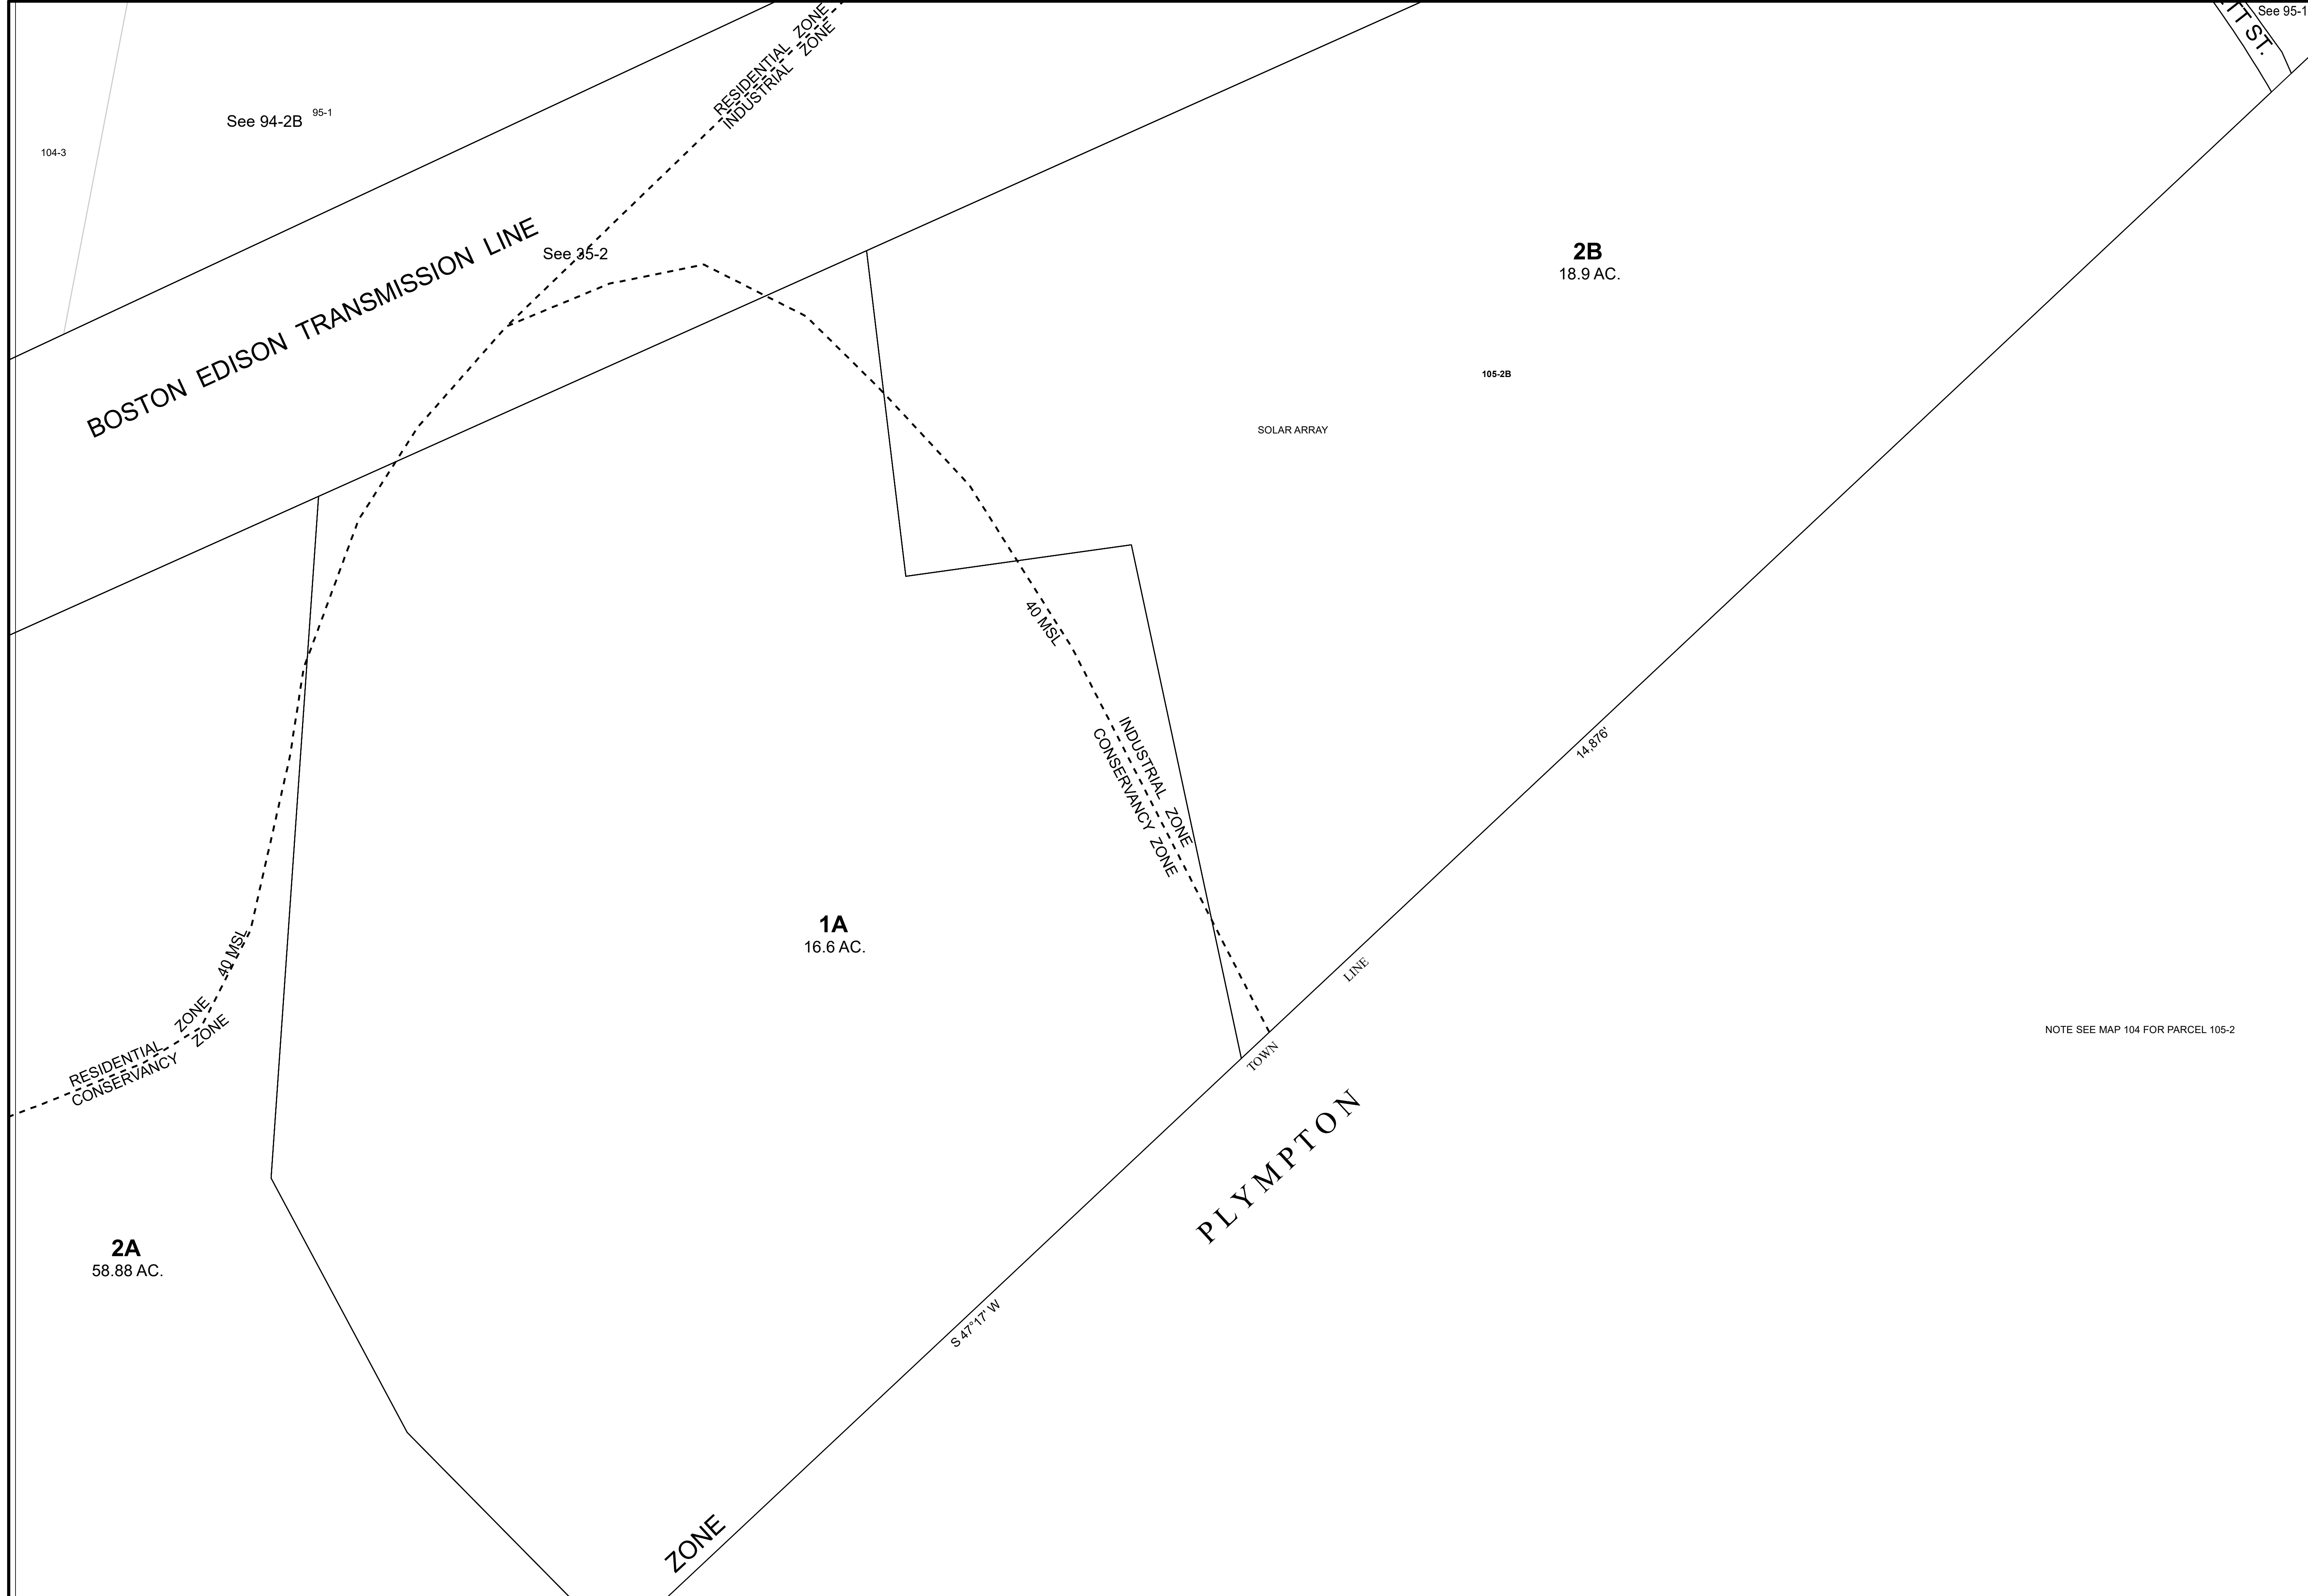 RESIDENTIAL ZONE
INDUSTRIAL ZONE
TT ST.
See 95-1
See 94-2B
95-1
104-3
BOSTON EDISON TRANSMISSION LINE
See 35-2
2B
18.9 AC.
105-2B
SOLAR ARRAY
40 MSL
INDUSTRIAL ZONE
CONSERVANCY ZONE
14,876'
1A
16.6 AC.
40 MSL
RESIDENTIAL ZONE
CONSERVANCY ZONE
TOWN LINE
NOTE SEE MAP 104 FOR PARCEL 105-2
PLYMPTON
2A
58.88 AC.
S 47°17' W
ZONE